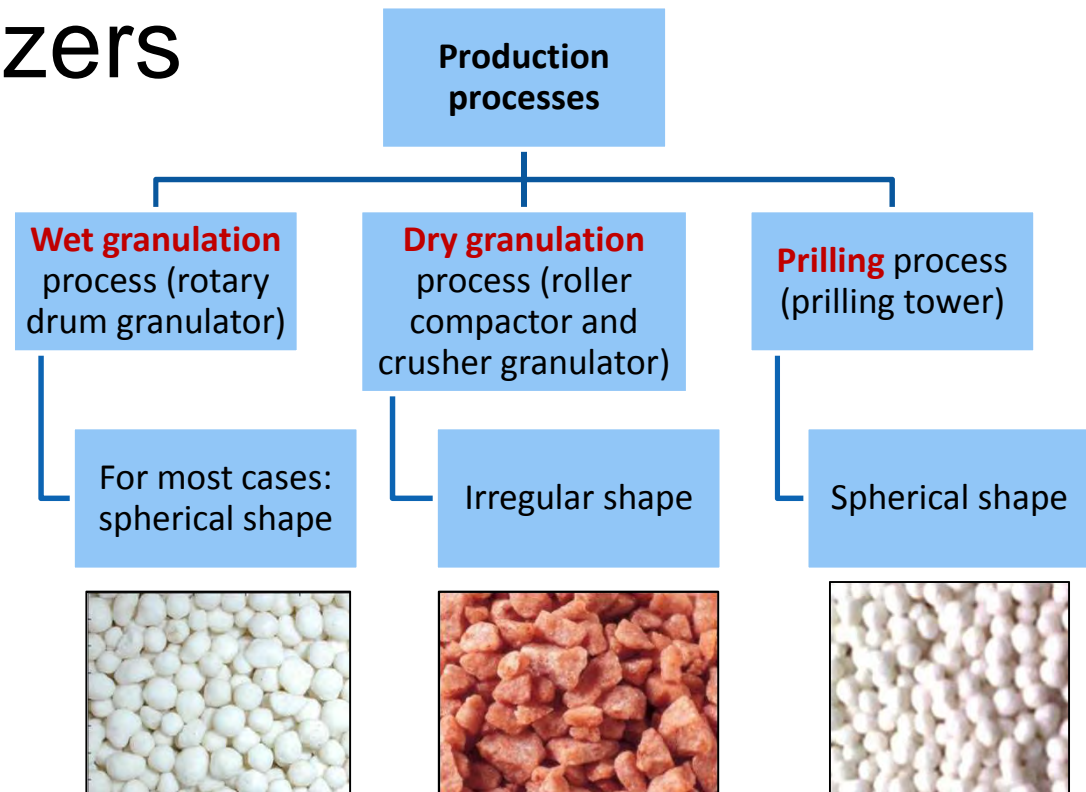 zers
Production
processes
Wet granulation
process (rotary
drum granulator)
Dry granulation
process (roller
compactor and
crusher granulator)
Prilling process
(prilling tower)
For most cases:
spherical shape
Irregular shape
Spherical shape